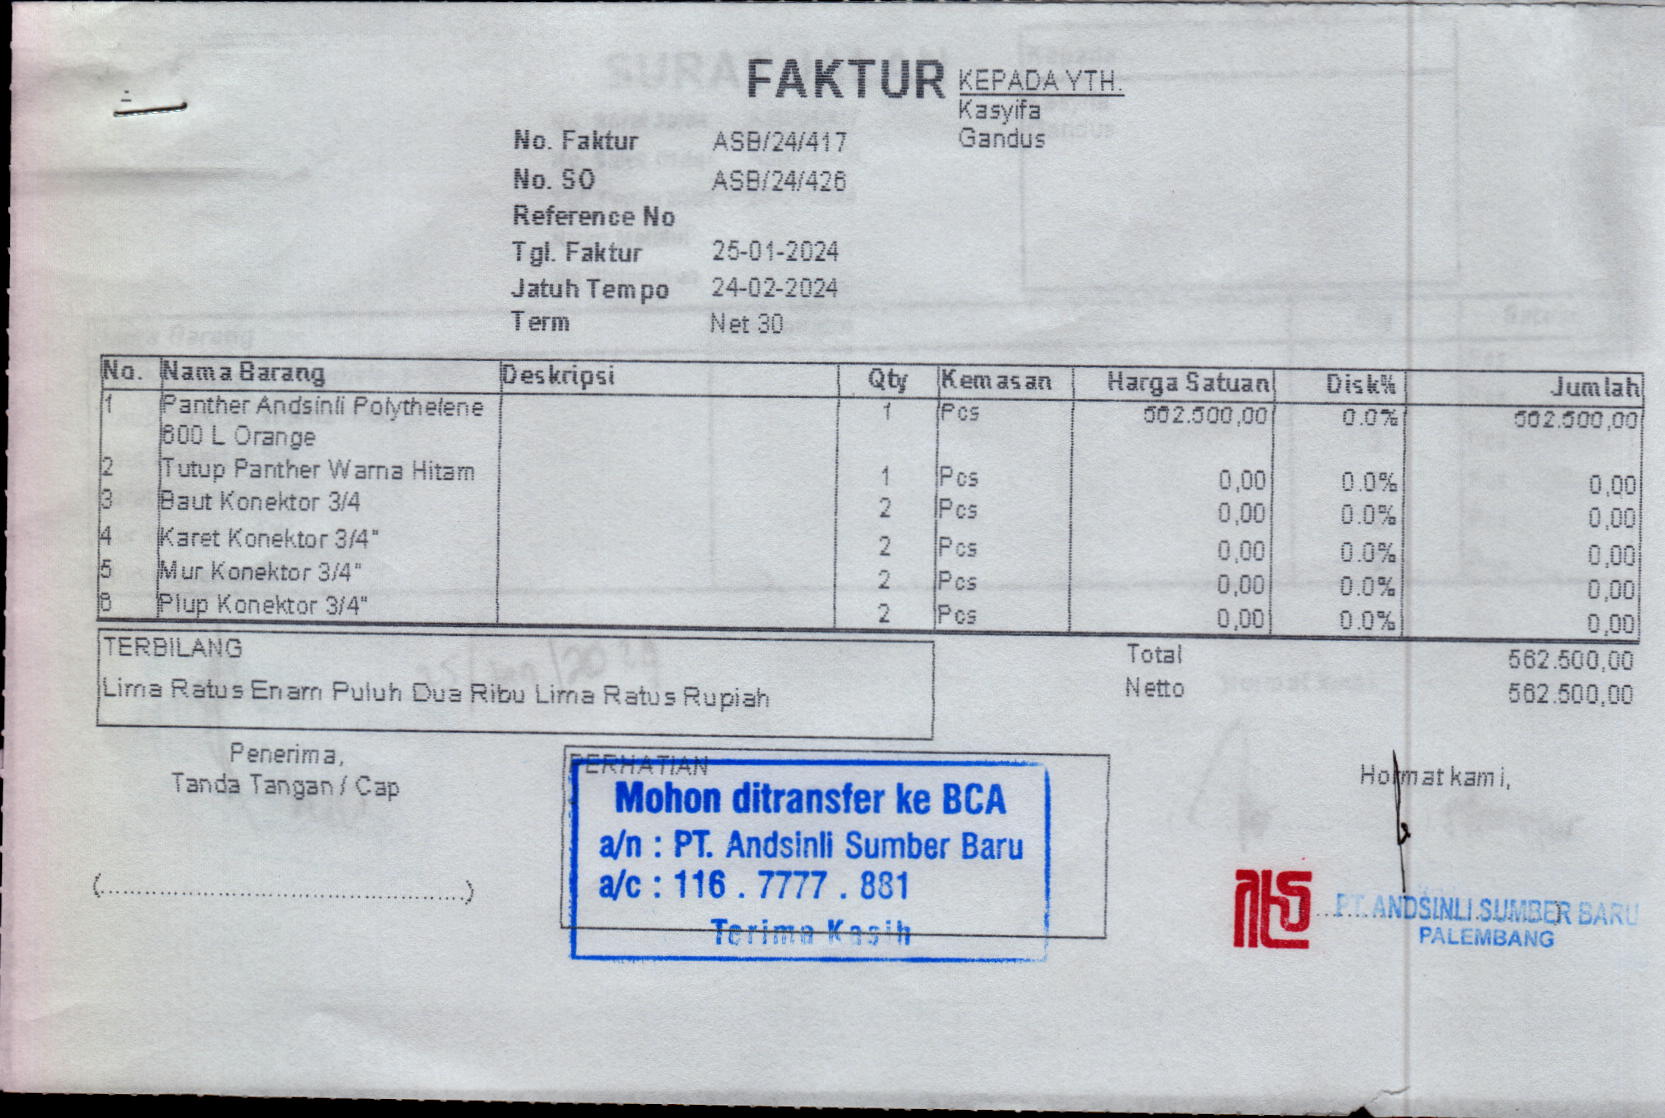 FAKTUR
KEPADA YTH.
Kasyifa
Gandus
No. Faktur ASB/24/417
No. SO ASB/24/426
Reference No
Tgl. Faktur 25-01-2024
Jatuh Tempo 24-02-2024
Term Net 30
No. Nama Barang Deskripsi Qty Kemasan Harga Satuan Disk% Jumlah
1 Panther Andsinli Polythelene 1 Pcs 562.500,00 0.0% 562.500,00
600 L Orange
2 Tutup Panther Warna Hitam 1 Pcs 0,00 0.0% 0,00
3 Baut Konektor 3/4 2 Pcs 0,00 0.0% 0,00
4 Karet Konektor 3/4" 2 Pcs 0,00 0.0% 0,00
5 Mur Konektor 3/4" 2 Pcs 0,00 0.0% 0,00
6 Plup Konektor 3/4" 2 Pcs 0,00 0.0% 0,00
TERBILANG
Lima Ratus Enam Puluh Dua Ribu Lima Ratus Rupiah
Total 562.500,00
Netto 562.500,00
Penerima,
Tanda Tangan / Cap
(............................................)
PERHATIAN
Mohon ditransfer ke BCA
a/n : PT. Andsinli Sumber Baru
a/c : 116 . 7777 . 881
Terima Kasih
Hormat kami,
PT. ANDSINLI SUMBER BARU
PALEMBANG